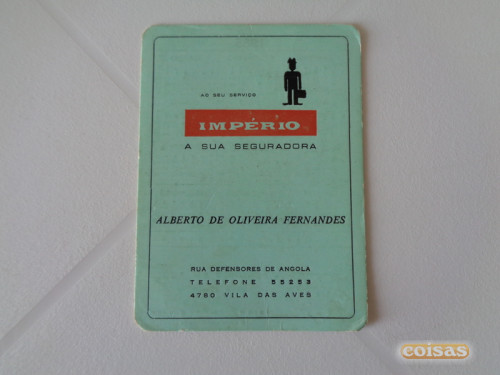 AO SEU SERVIÇO
IMPÉRIO
A SUA SEGURADORA
ALBERTO DE OLIVEIRA FERNANDES
RUA DEFENSORES DE ANGOLA
TELEFONE 55253
4780 VILA DAS AVES
coisas